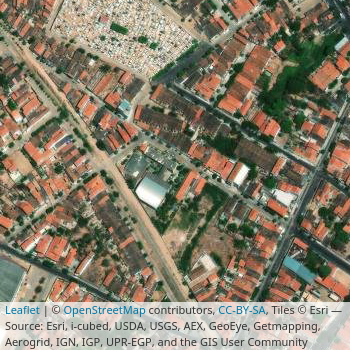 Leaflet | © OpenStreetMap contributors, CC-BY-SA, Tiles © Esri —
Source: Esri, i-cubed, USDA, USGS, AEX, GeoEye, Getmapping,
Aerogrid, IGN, IGP, UPR-EGP, and the GIS User Community